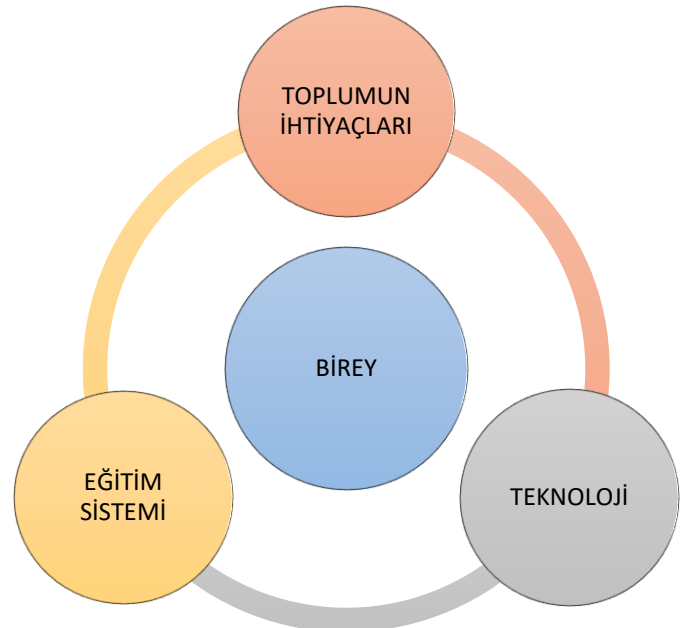 TOPLUMUN
İHTİYAÇLARI
BİREY
EĞİTİM
SİSTEMİ
TEKNOLOJİ